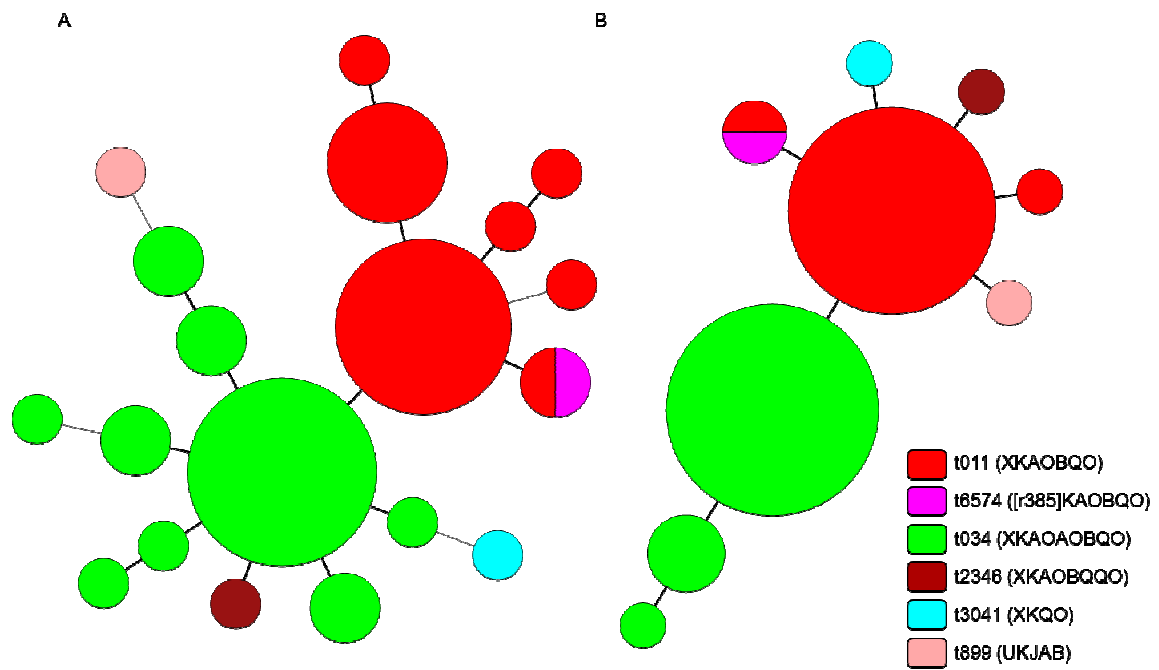 A
B
t011 (XKAOBQO)
t6574 ([r385]KAOBQO)
t034 (XKAOAOBQO)
t2346 (XKAOBQQO)
t3041 (XKQO)
t899 (UKJAB)